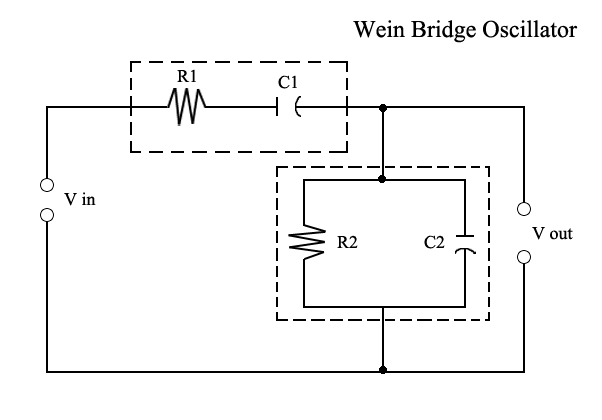 Wein Bridge Oscillator
R1
C1
V in
R2
C2
V out